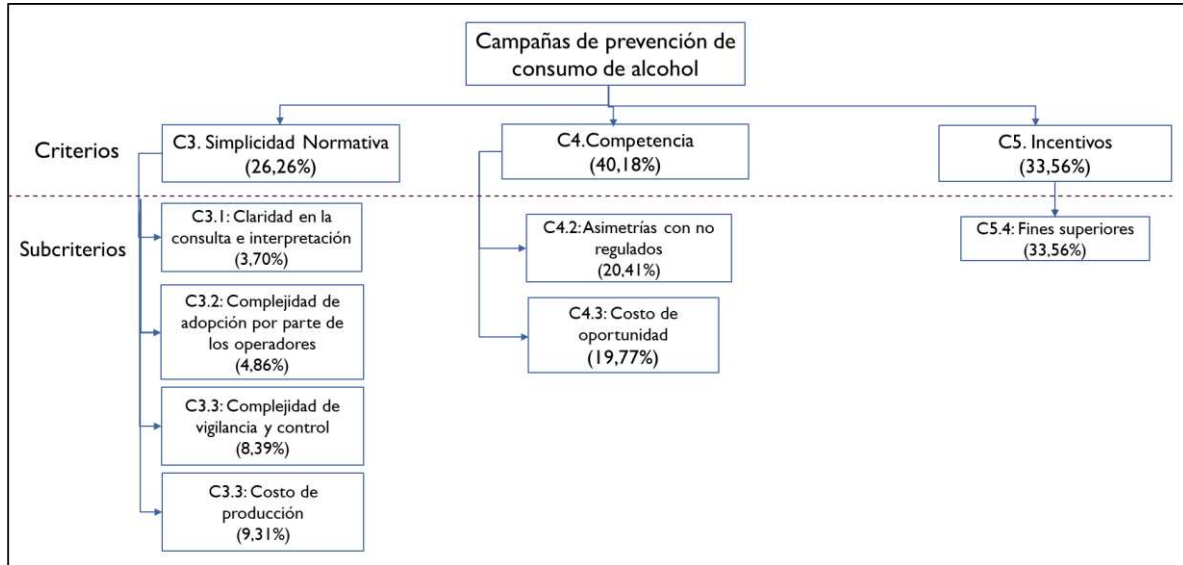 Campañas de prevención de
consumo de alcohol
Criterios
C3. Simplicidad Normativa
(26,26%)
C4.Competencia
(40,18%)
C5. Incentivos
(33,56%)
Subcriterios
C3.1: Claridad en la
consulta e interpretación
(3,70%)
C3.2: Complejidad de
adopción por parte de
los operadores
(4,86%)
C3.3: Complejidad de
vigilancia y control
(8,39%)
C3.3: Costo de
producción
(9,31%)
C4.2: Asimetrías con no
regulados
(20,41%)
C4.3: Costo de
oportunidad
(19,77%)
C5.4: Fines superiores
(33,56%)